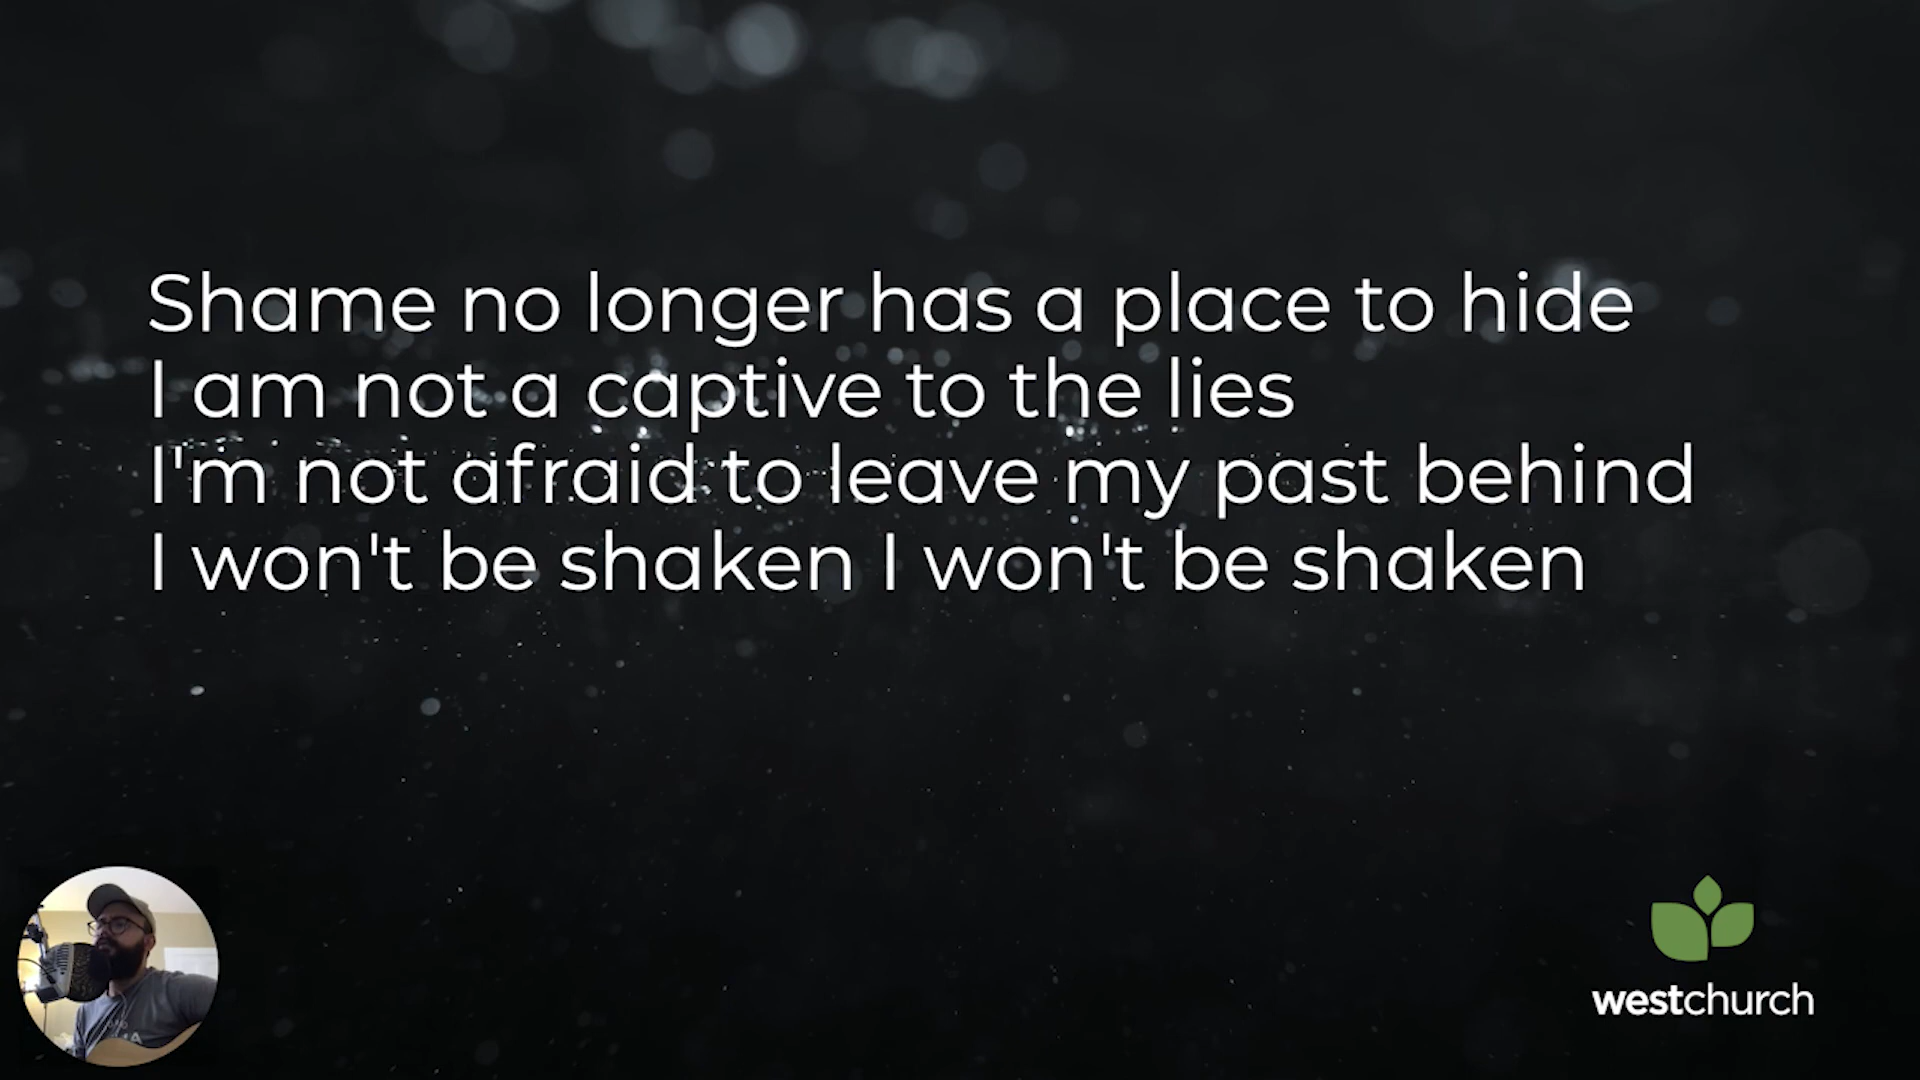 Shame no longer has a place to hide
I am not a captive to the lies
I'm not afraid to leave my past behind
I won't be shaken I won't be shaken
westchurch